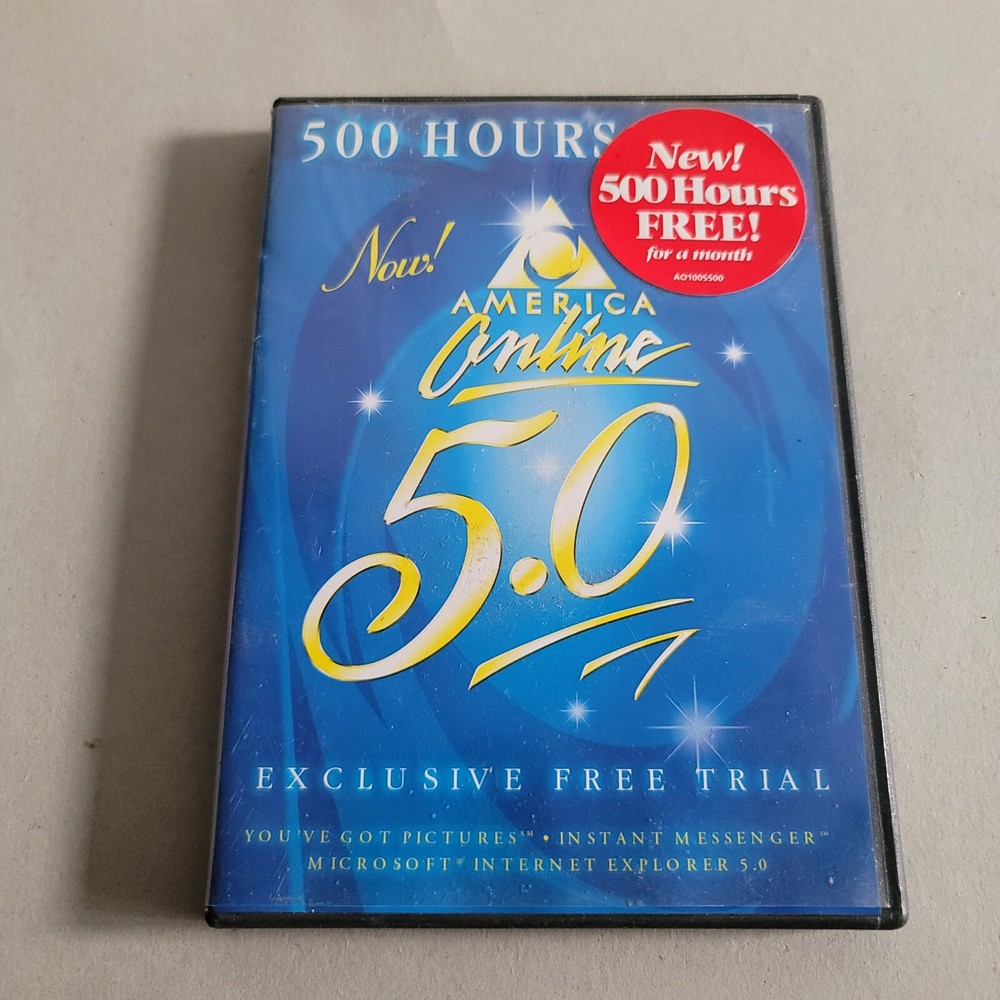 500 HOURS
New!
500 Hours
FREE!
for a month
AO100S500
Now!
AMERICA
Online
5.0
EXCLUSIVE FREE TRIAL
YOU'VE GOT PICTURES℠ • INSTANT MESSENGER™
MICROSOFT® INTERNET EXPLORER 5.0